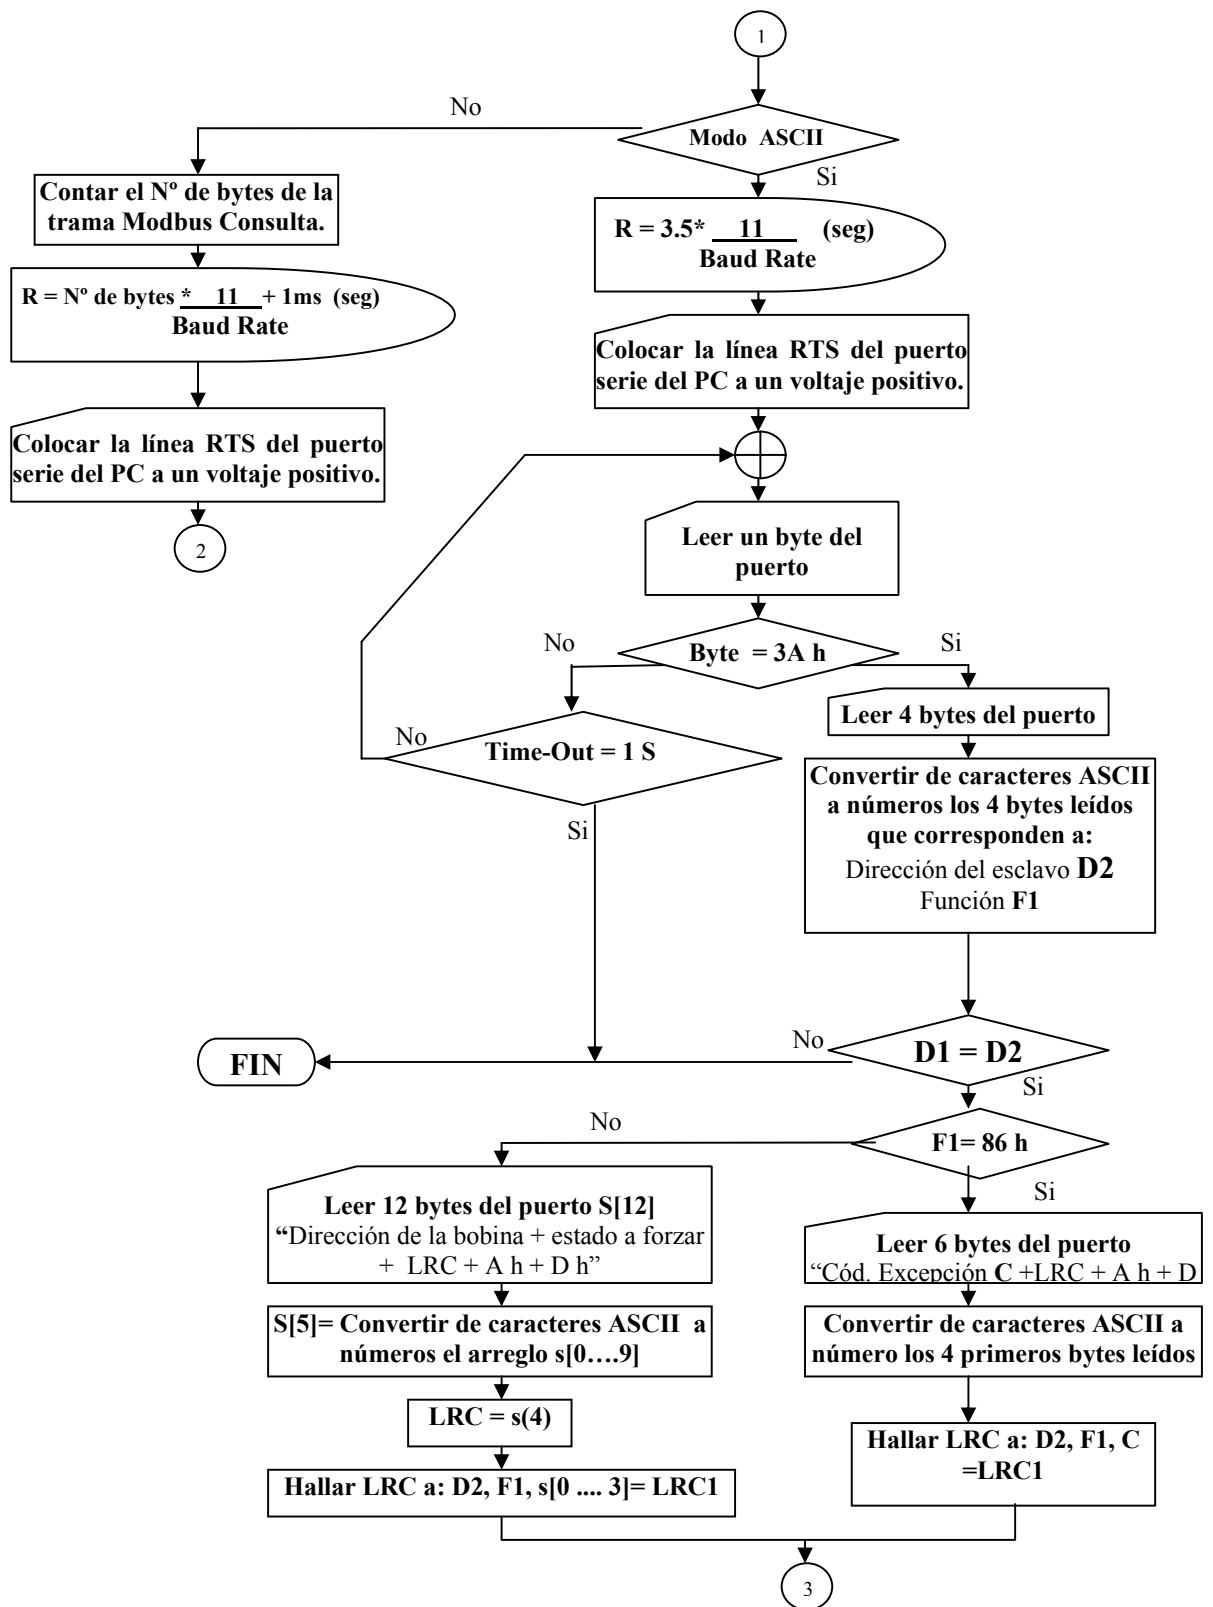 1
No
Modo ASCII
Si
Contar el Nº de bytes de la
trama Modbus Consulta.
R = 3.5* 11 (seg)
Baud Rate
R = Nº de bytes * 11 + 1ms (seg)
Baud Rate
Colocar la línea RTS del puerto
serie del PC a un voltaje positivo.
Colocar la línea RTS del puerto
serie del PC a un voltaje positivo.
2
Leer un byte del
puerto
No
Byte = 3A h
Si
Leer 4 bytes del puerto
No
Time-Out = 1 S
Si
Convertir de caracteres ASCII
a números los 4 bytes leídos
que corresponden a:
Dirección del esclavo D2
Función F1
FIN
No
D1 = D2
Si
No
F1= 86 h
Si
Leer 12 bytes del puerto S[12]
“Dirección de la bobina + estado a forzar
+ LRC + A h + D h”
Leer 6 bytes del puerto
“Cód. Excepción C +LRC + A h + D
S[5]= Convertir de caracteres ASCII a
números el arreglo s[0….9]
Convertir de caracteres ASCII a
número los 4 primeros bytes leídos
LRC = s(4)
Hallar LRC a: D2, F1, C
=LRC1
Hallar LRC a: D2, F1, s[0 .... 3]= LRC1
3